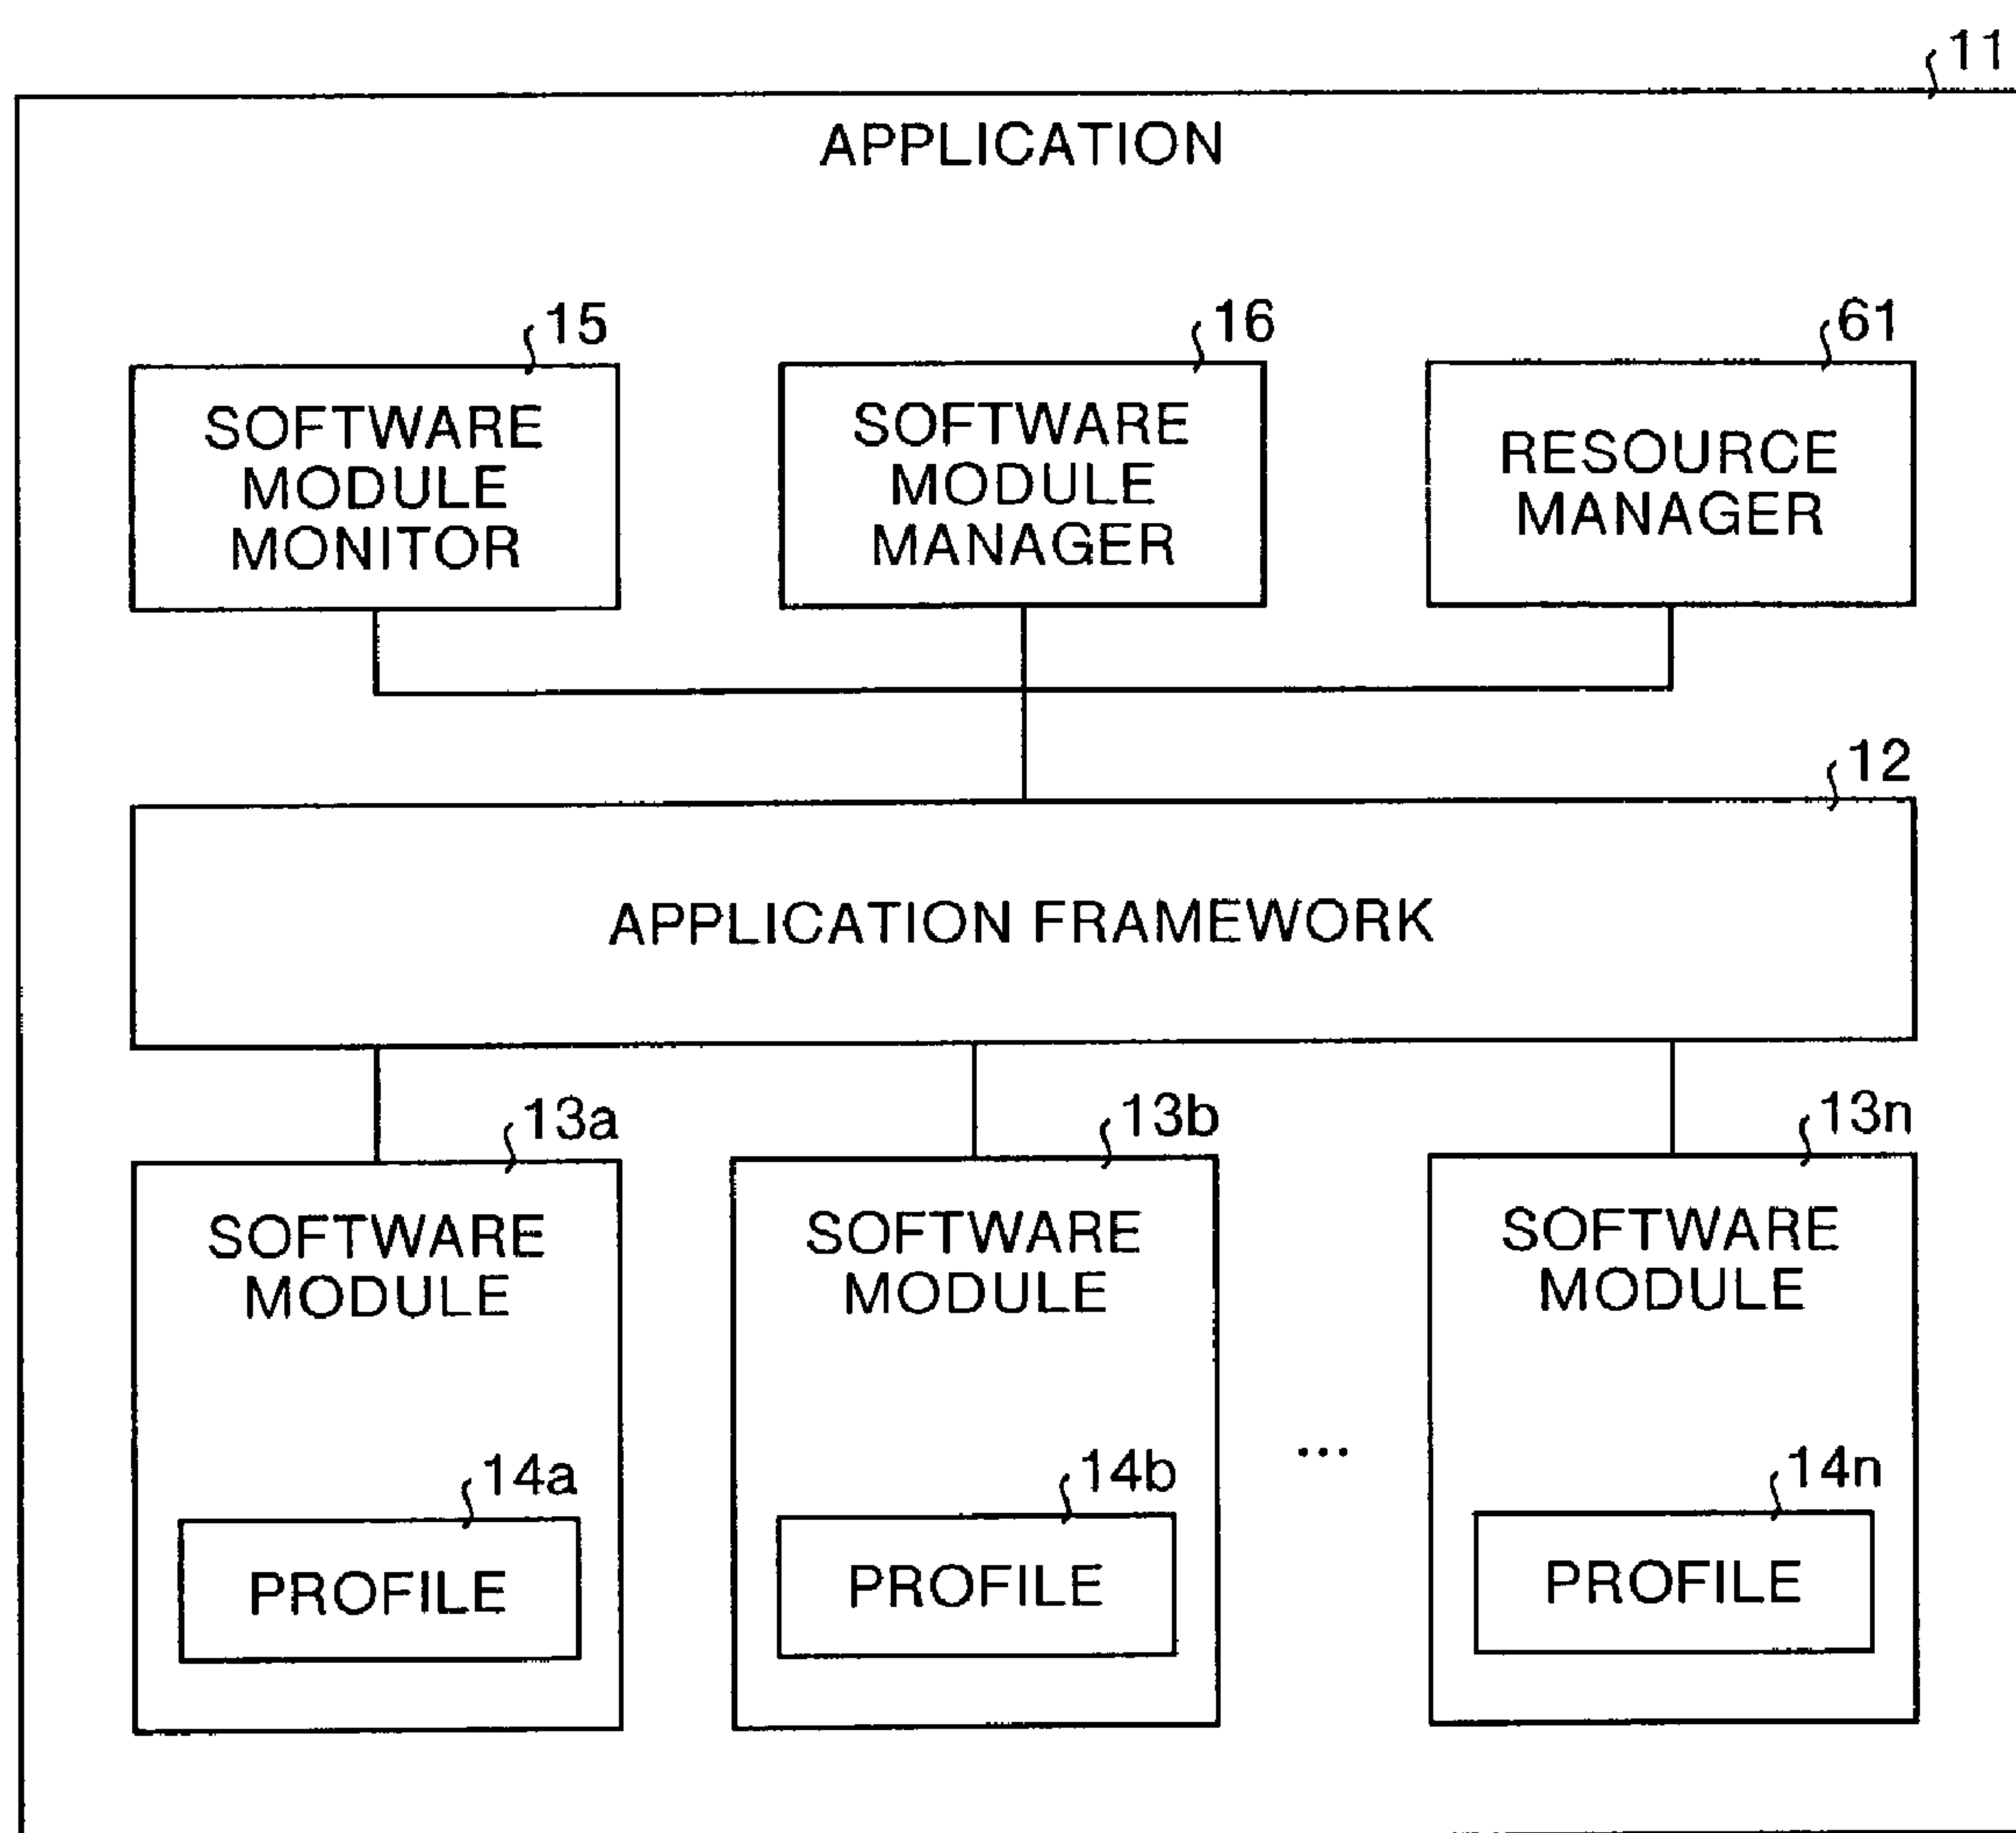 11
APPLICATION
15
16
61
SOFTWARE
MODULE
MONITOR
SOFTWARE
MODULE
MANAGER
RESOURCE
MANAGER
12
APPLICATION FRAMEWORK
13a
13b
13n
SOFTWARE
MODULE
SOFTWARE
MODULE
SOFTWARE
MODULE
...
14a
14b
14n
PROFILE
PROFILE
PROFILE